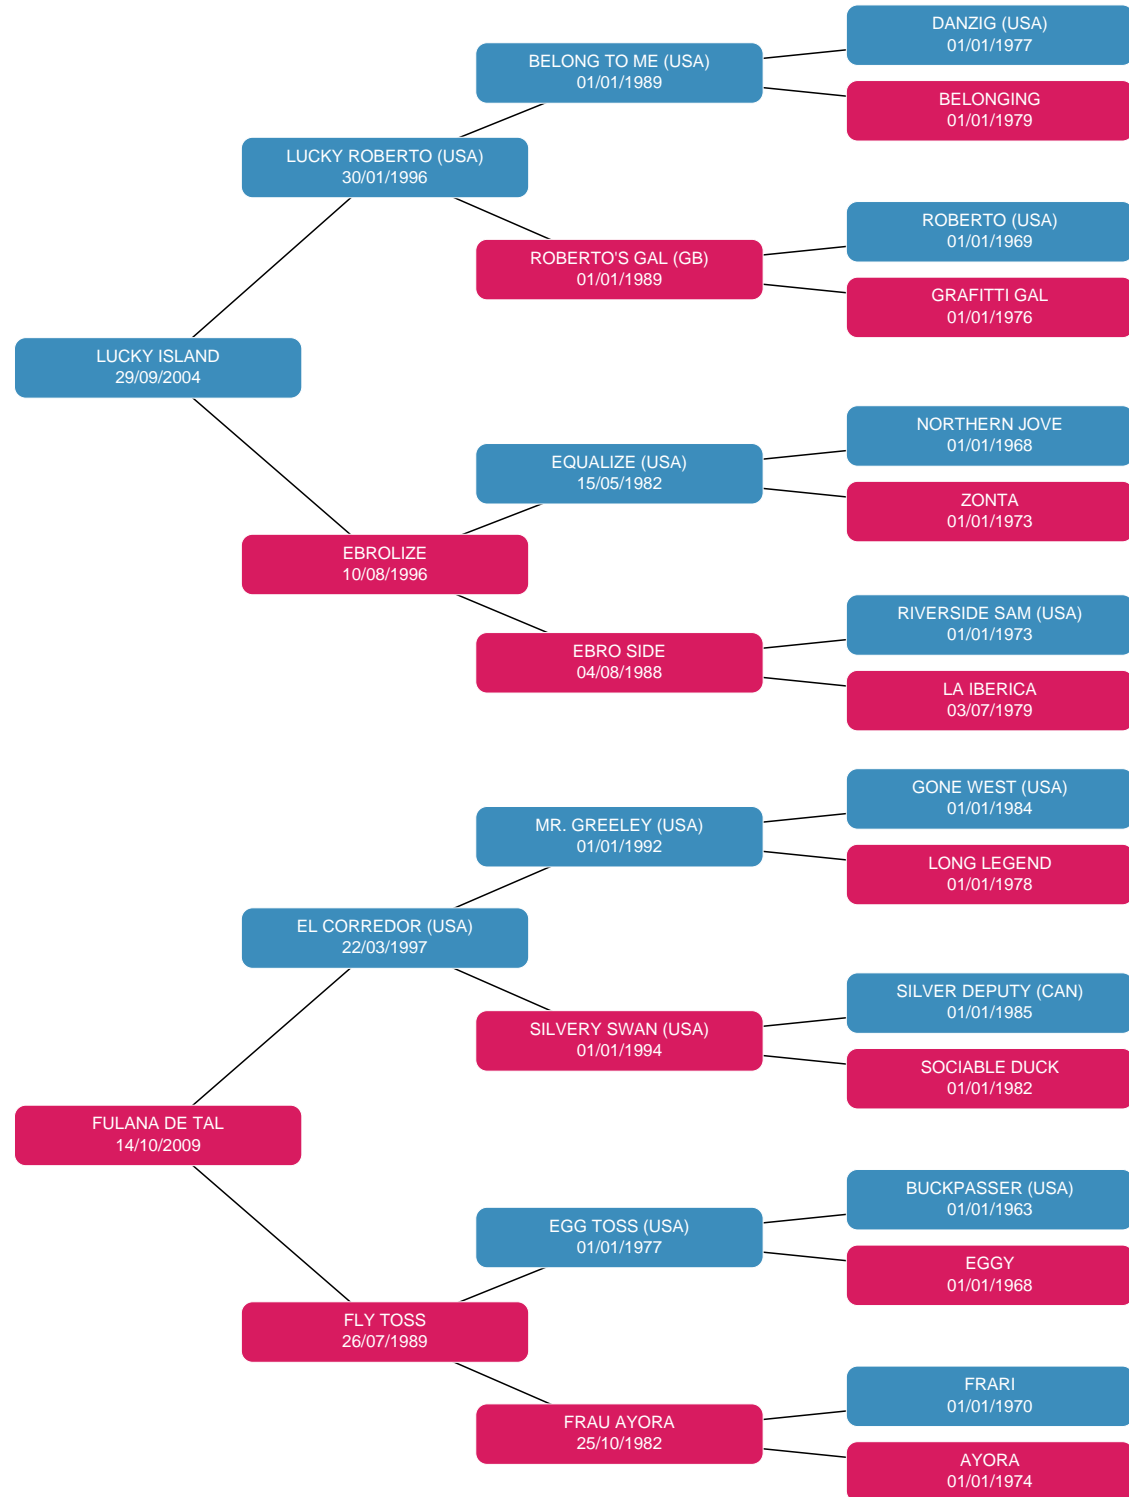 DANZIG (USA)
01/01/1977
BELONG TO ME (USA)
01/01/1989
BELONGING
01/01/1979
LUCKY ROBERTO (USA)
30/01/1996
ROBERTO (USA)
01/01/1969
ROBERTO'S GAL (GB)
01/01/1989
GRAFITTI GAL
01/01/1976
LUCKY ISLAND
29/09/2004
NORTHERN JOVE
01/01/1968
EQUALIZE (USA)
15/05/1982
ZONTA
01/01/1973
EBROLIZE
10/08/1996
RIVERSIDE SAM (USA)
01/01/1973
EBRO SIDE
04/08/1988
LA IBERICA
03/07/1979
GONE WEST (USA)
01/01/1984
MR. GREELEY (USA)
01/01/1992
LONG LEGEND
01/01/1978
EL CORREDOR (USA)
22/03/1997
SILVER DEPUTY (CAN)
01/01/1985
SILVERY SWAN (USA)
01/01/1994
SOCIABLE DUCK
01/01/1982
FULANA DE TAL
14/10/2009
BUCKPASSER (USA)
01/01/1963
EGG TOSS (USA)
01/01/1977
EGGY
01/01/1968
FLY TOSS
26/07/1989
FRARI
01/01/1970
FRAU AYORA
25/10/1982
AYORA
01/01/1974